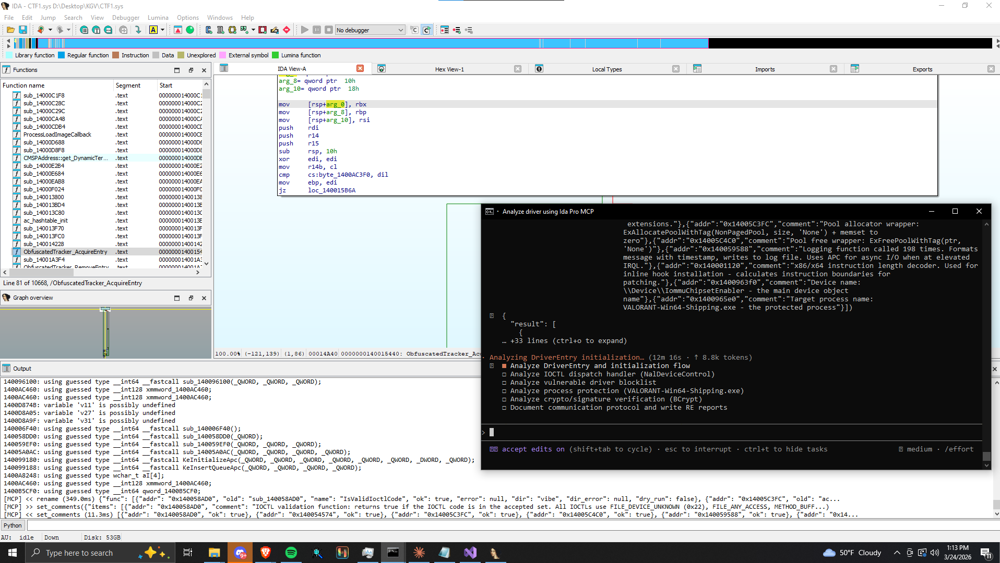 IDA - CTF1.sys D:\Desktop\KGV\CTF1.sys
File Edit Jump Search View Debugger Lumina Options Windows Help
No debugger
Library function Regular function Instruction Data Unexplored External symbol Lumina function
Functions
Function name Segment Start
sub_14000C1F8 .text 000000014000C1
sub_14000C28C .text 000000014000C2
sub_14000C29C .text 000000014000C2
sub_14000CA48 .text 000000014000CA
sub_14000CDB4 .text 000000014000CD
ProcessLoadImageCallback .text 000000014000CE
sub_14000D688 .text 000000014000D6
sub_14000D8F8 .text 000000014000D8
CMSPAddress::get_DynamicTer... .text 000000014000DE
sub_14000E2B4 .text 000000014000E2
sub_14000E684 .text 000000014000E6
sub_14000EAB8 .text 000000014000EA
sub_14000F024 .text 000000014000F0
sub_140013800 .text 0000000140013800
sub_140013BD4 .text 0000000140013B
sub_140013C80 .text 0000000140013C
ac_hashtable_init .text 0000000140013E
sub_140013F70 .text 0000000140013F
sub_140013FC0 .text 0000000140013F
sub_140014228 .text 0000000140142
ObfuscatedTracker_AcquireEntry .text 0000000140154
sub_14001A3F4 .text 000000014001A3
ObfuscatedTracker_RemoveEntry .text
Line 81 of 10668, /ObfuscatedTracker_AcquireEntry
Graph overview
IDA View-A Hex View-1 Local Types Imports Exports
arg_8= qword ptr 10h
arg_10= qword ptr 18h
mov [rsp+arg_0], rbx
mov [rsp+arg_8], rbp
mov [rsp+arg_10], rsi
push rdi
push r14
push r15
sub rsp, 10h
xor edi, edi
mov r14b, cl
cmp cs:byte_1400AC3F0, dil
mov ebp, edi
jz loc_140015B6A
100.00% (-121,139) (1,86) 00014A40 0000000140015440: ObfuscatedTracker_Ac
Analyze driver using Ida Pro MCP
extensions."},{"addr":"0x14005C3FC","comment":"Pool allocator wrapper:
ExAllocatePoolWithTag(NonPagedPool, size, 'None') + memset to
zero"},{"addr":"0x14005C4C0","comment":"Pool free wrapper: ExFreePoolWithTag(ptr,
'None')"},{"addr":"0x140059588","comment":"Logging function called 198 times. Formats
message with timestamp, writes to log file. Uses APC for async I/O when at elevated
IRQL."},{"addr":"0x140001120","comment":"x86/x64 instruction length decoder. Used for
inline hook installation - calculates instruction boundaries for
patching."},{"addr":"0x1400963f0","comment":"Device name:
\\Device\\IommuChipsetEnabler - the main device object
name"},{"addr":"0x1400965e0","comment":"Target process name:
VALORANT-Win64-Shipping.exe - the protected process"}])
{
"result": [
{
… +33 lines (ctrl+o to expand)
· Analyzing DriverEntry initialization… (12m 16s · ↑ 8.8k tokens)
■ Analyze DriverEntry and initialization flow
□ Analyze IOCTL dispatch handler (NalDeviceControl)
□ Analyze vulnerable driver blocklist
□ Analyze process protection (VALORANT-Win64-Shipping.exe)
□ Analyze crypto/signature verification (BCrypt)
□ Document communication protocol and write RE reports
>
accept edits on (shift+tab to cycle) · esc to interrupt · ctrl+t to hide tasks medium · /effort
Output
140096100: using guessed type __int64 __fastcall sub_140096100(_QWORD, _QWORD, _QWORD);
1400AC460: using guessed type __int128 xmmword_1400AC460;
1400AC460: using guessed type __int128 xmmword_1400AC460;
1400D874B: variable 'v11' is possibly undefined
1400D8A05: variable 'v27' is possibly undefined
1400D8A9F: variable 'v31' is possibly undefined
140006F40: using guessed type __int64 __fastcall sub_140006F40();
140058DD0: using guessed type __int64 __fastcall sub_140058DD0(_QWORD);
140059EF0: using guessed type __int64 __fastcall sub_140059EF0(_QWORD, _QWORD, _QWORD);
14005A0AC: using guessed type __int64 __fastcall sub_14005A0AC(_QWORD, _QWORD, _QWORD, _QWORD);
140099180: using guessed type __int64 __fastcall KeInitializeApc(_QWORD, _QWORD, _QWORD, _QWORD, _QWORD, _QWORD, _DWORD, _QWORD);
140099188: using guessed type __int64 __fastcall KeInsertQueueApc(_QWORD, _QWORD, _QWORD, _QWORD);
1400A8248: using guessed type wchar_t aI[4];
1400AC460: using guessed type __int128 xmmword_1400AC460;
1400B5CF0: using guessed type __int64 qword_1400B5CF0;
[MCP] << rename (349.0ms) {"func": [{"addr": "0x140058AD0", "old": "sub_140058AD0", "name": "IsValidIoctlCode", "ok": true, "error": null, "dir": "vibe", "dir_error": null, "dry_run": false}, {"addr": "0x14005C3FC", "old": "ac...
[MCP] >> set_comments({"items": [{"addr": "0x140058AD0", "comment": "IOCTL validation function: returns true if the IOCTL code is in the accepted set. All IOCTLs use FILE_DEVICE_UNKNOWN (0x22), FILE_ANY_ACCESS, METHOD_BUFF...)
[MCP] << set_comments (11.3ms) [{"addr": "0x140058AD0", "ok": true}, {"addr": "0x140054574", "ok": true}, {"addr": "0x14005C3FC", "ok": true}, {"addr": "0x14005C4C0", "ok": true}, {"addr": "0x140059588", "ok": true}, {"addr": "0x14...
Python
AU: idle Down Disk: 53GB
Type here to search
9+
50°F Cloudy
1:13 PM
3/24/2026
11